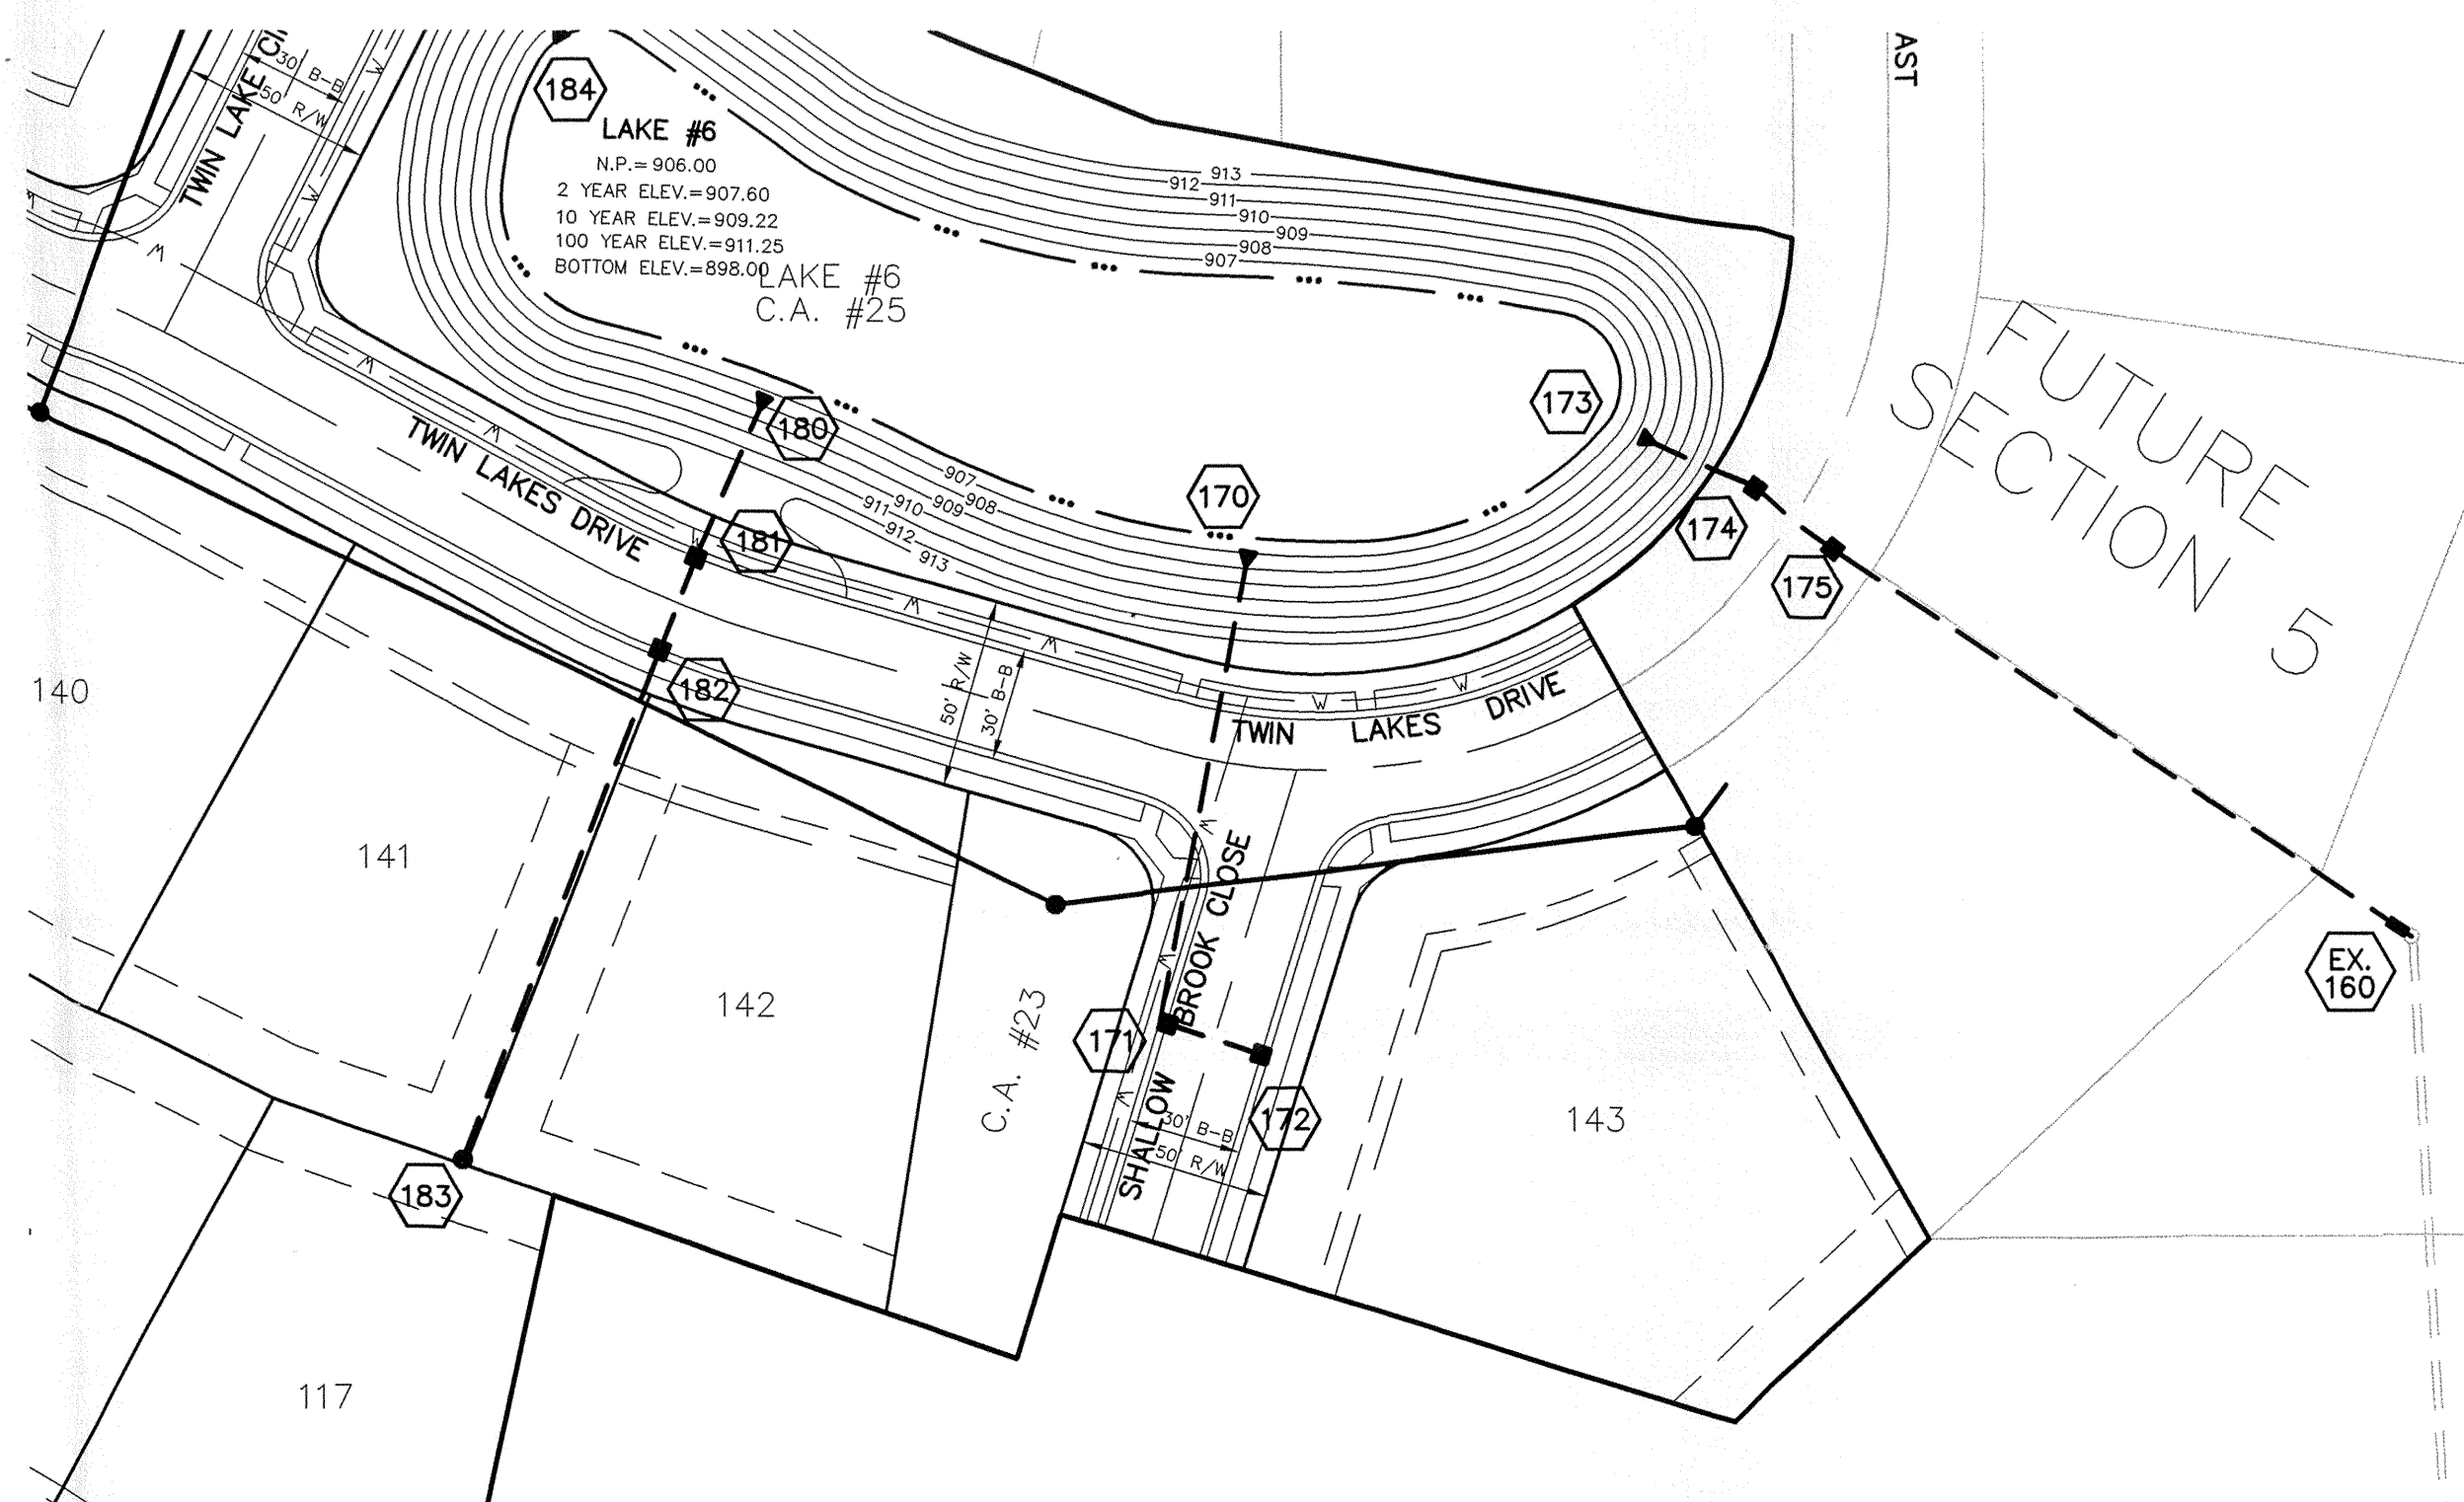 AST
TWIN LAKE
30' B-B
50' R/W
W
W
184
LAKE #6
N.P.= 906.00
2 YEAR ELEV.=907.60
10 YEAR ELEV.=909.22
100 YEAR ELEV.=911.25
BOTTOM ELEV.=898.00
LAKE #6
C.A. #25
913
912
911
910
909
908
907
W
W
W
TWIN LAKES DRIVE
180
173
170
907
908
909
910
911
912
913
174
175
FUTURE
SECTION 5
181
W
182
W
W
50' R/W
30' B-B
W
W
TWIN LAKES DRIVE
140
141
142
C.A. #23
W
W
W
SHALLOW BROOK CLOSE
171
172
30' B-B
50' R/W
143
EX.
160
183
117